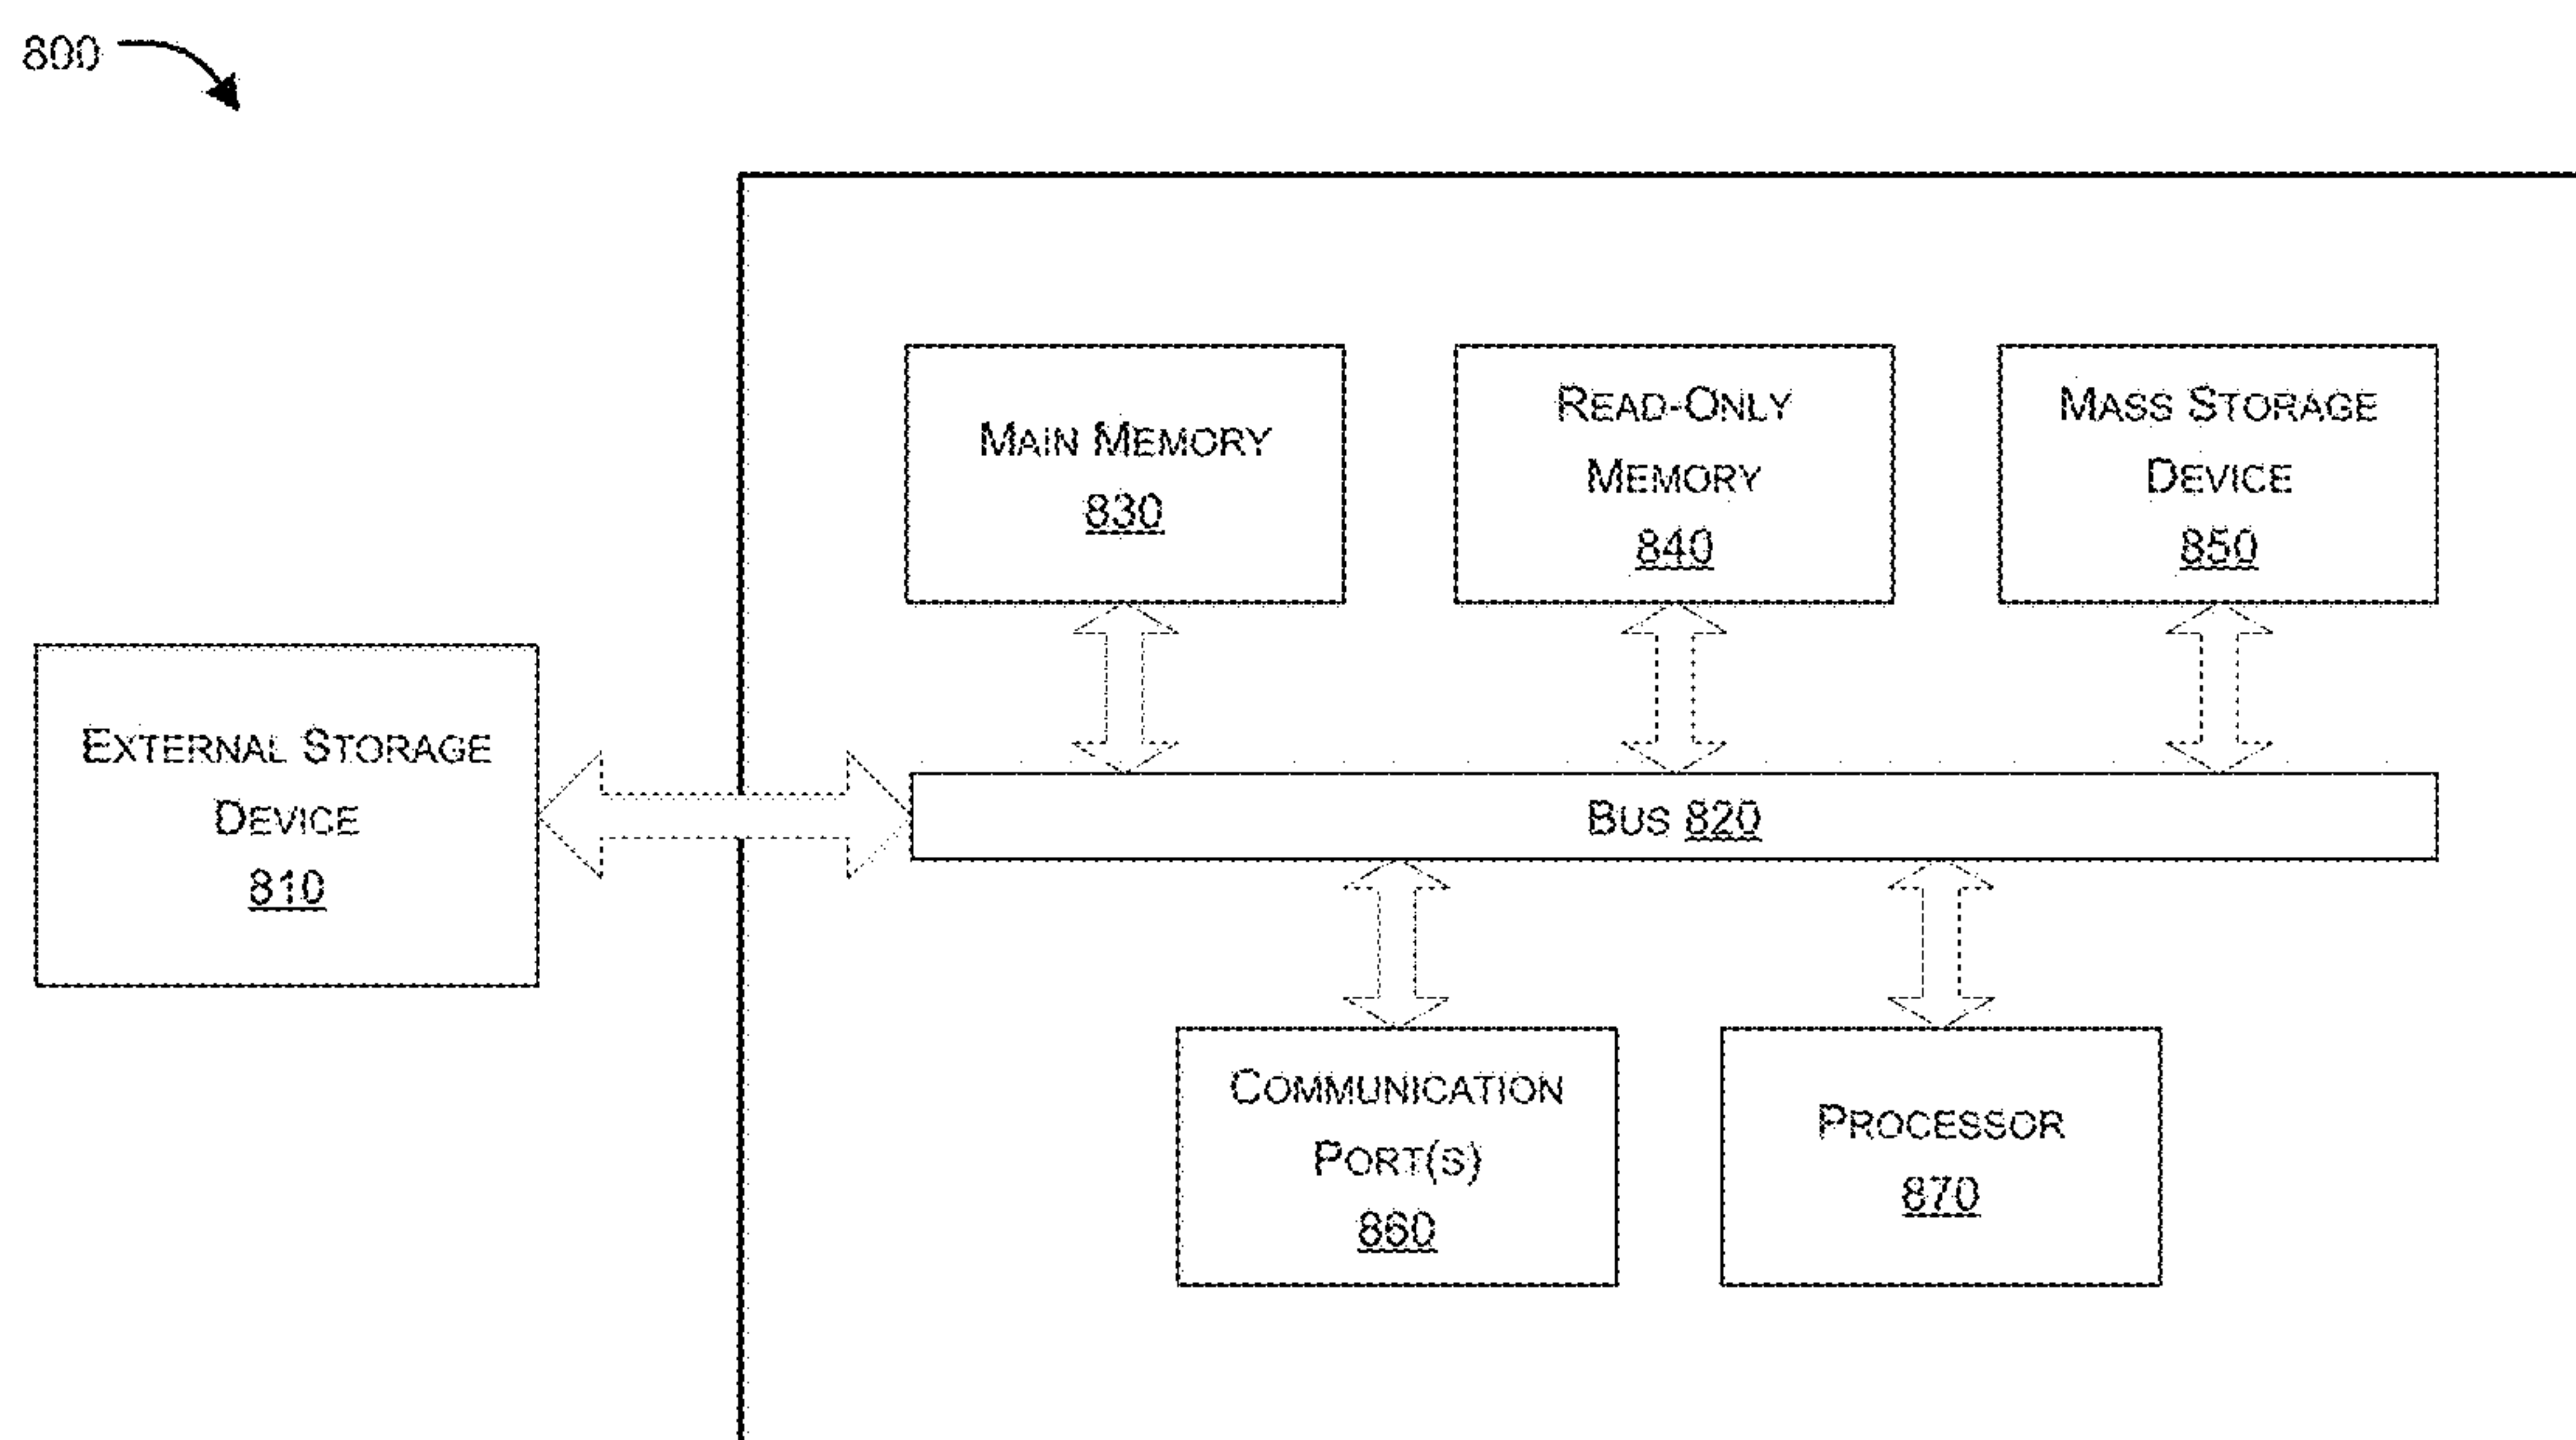 800
MAIN MEMORY
830
READ-ONLY
MEMORY
840
MASS STORAGE
DEVICE
850
EXTERNAL STORAGE
DEVICE
810
BUS 820
COMMUNICATION
PORT(S)
860
PROCESSOR
870